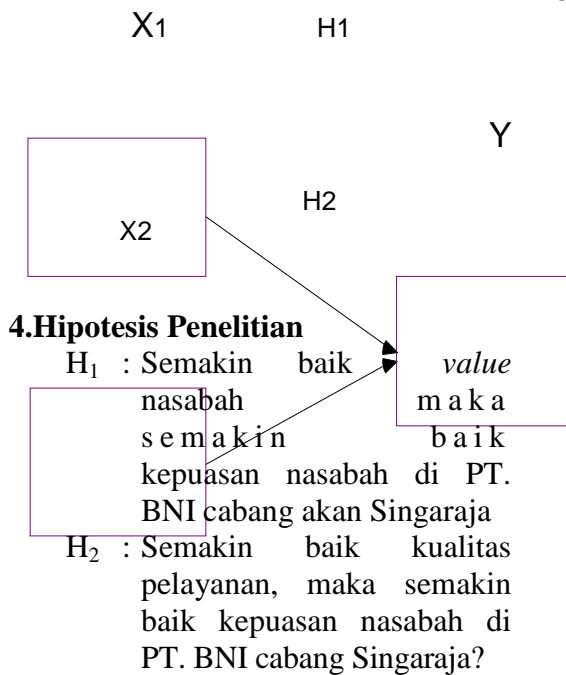 X1 H1
Y
H2
X2
4.Hipotesis Penelitian
H1 : Semakin baik value
nasabah maka
semakin baik
kepuasan nasabah di PT.
BNI cabang akan Singaraja
H2 : Semakin baik kualitas
pelayanan, maka semakin
baik kepuasan nasabah di
PT. BNI cabang Singaraja?